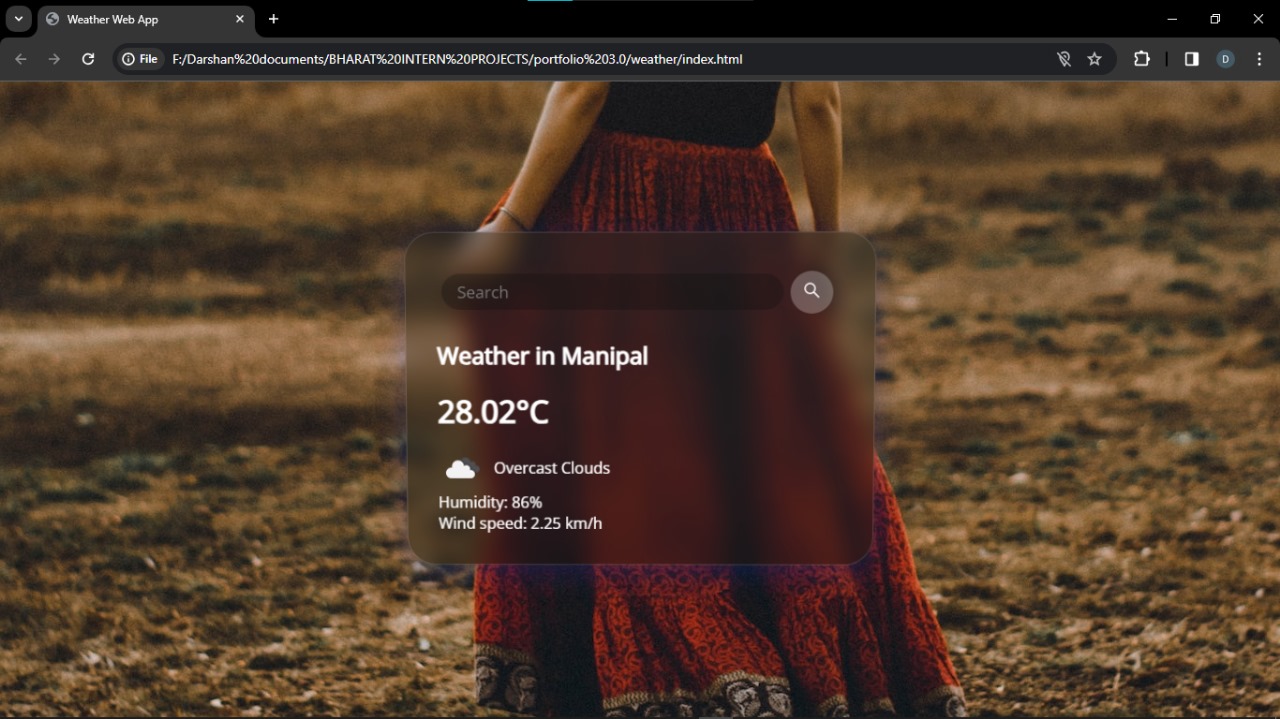 Weather Web App
File F:/Darshan%20documents/BHARAT%20INTERN%20PROJECTS/portfolio%203.0/weather/index.html
D
Search
Weather in Manipal
28.02°C
Overcast Clouds
Humidity: 86%
Wind speed: 2.25 km/h